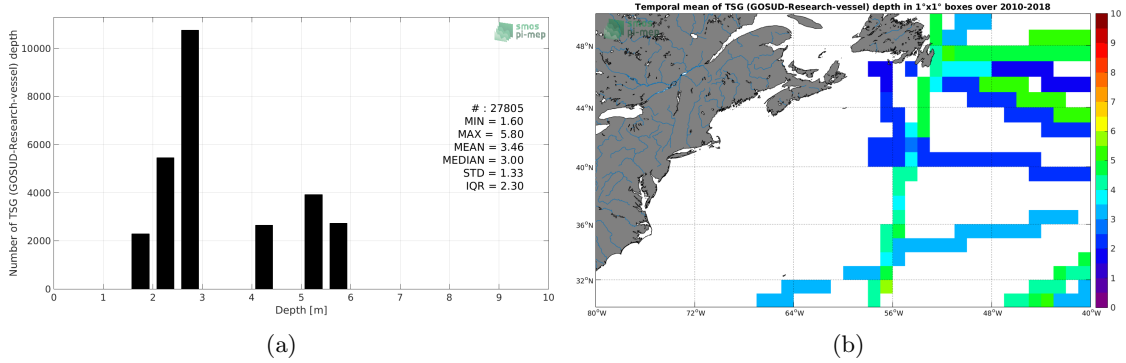 smos
pi-mep
Number of TSG (GOSUD-Research-vessel) depth
10000
8000
6000
4000
2000
0
# : 27805
MIN = 1.60
MAX = 5.80
MEAN = 3.46
MEDIAN = 3.00
STD = 1.33
IQR = 2.30
0 1 2 3 4 5 6 7 8 9 10
Depth [m]
(a)
Temporal mean of TSG (GOSUD-Research-vessel) depth in 1°x1° boxes over 2010-2018
smos
pi-mep
48°N
44°N
40°N
36°N
32°N
80°W 72°W 64°W 56°W 48°W 40°W
10
9
8
7
6
5
4
3
2
1
0
(b)